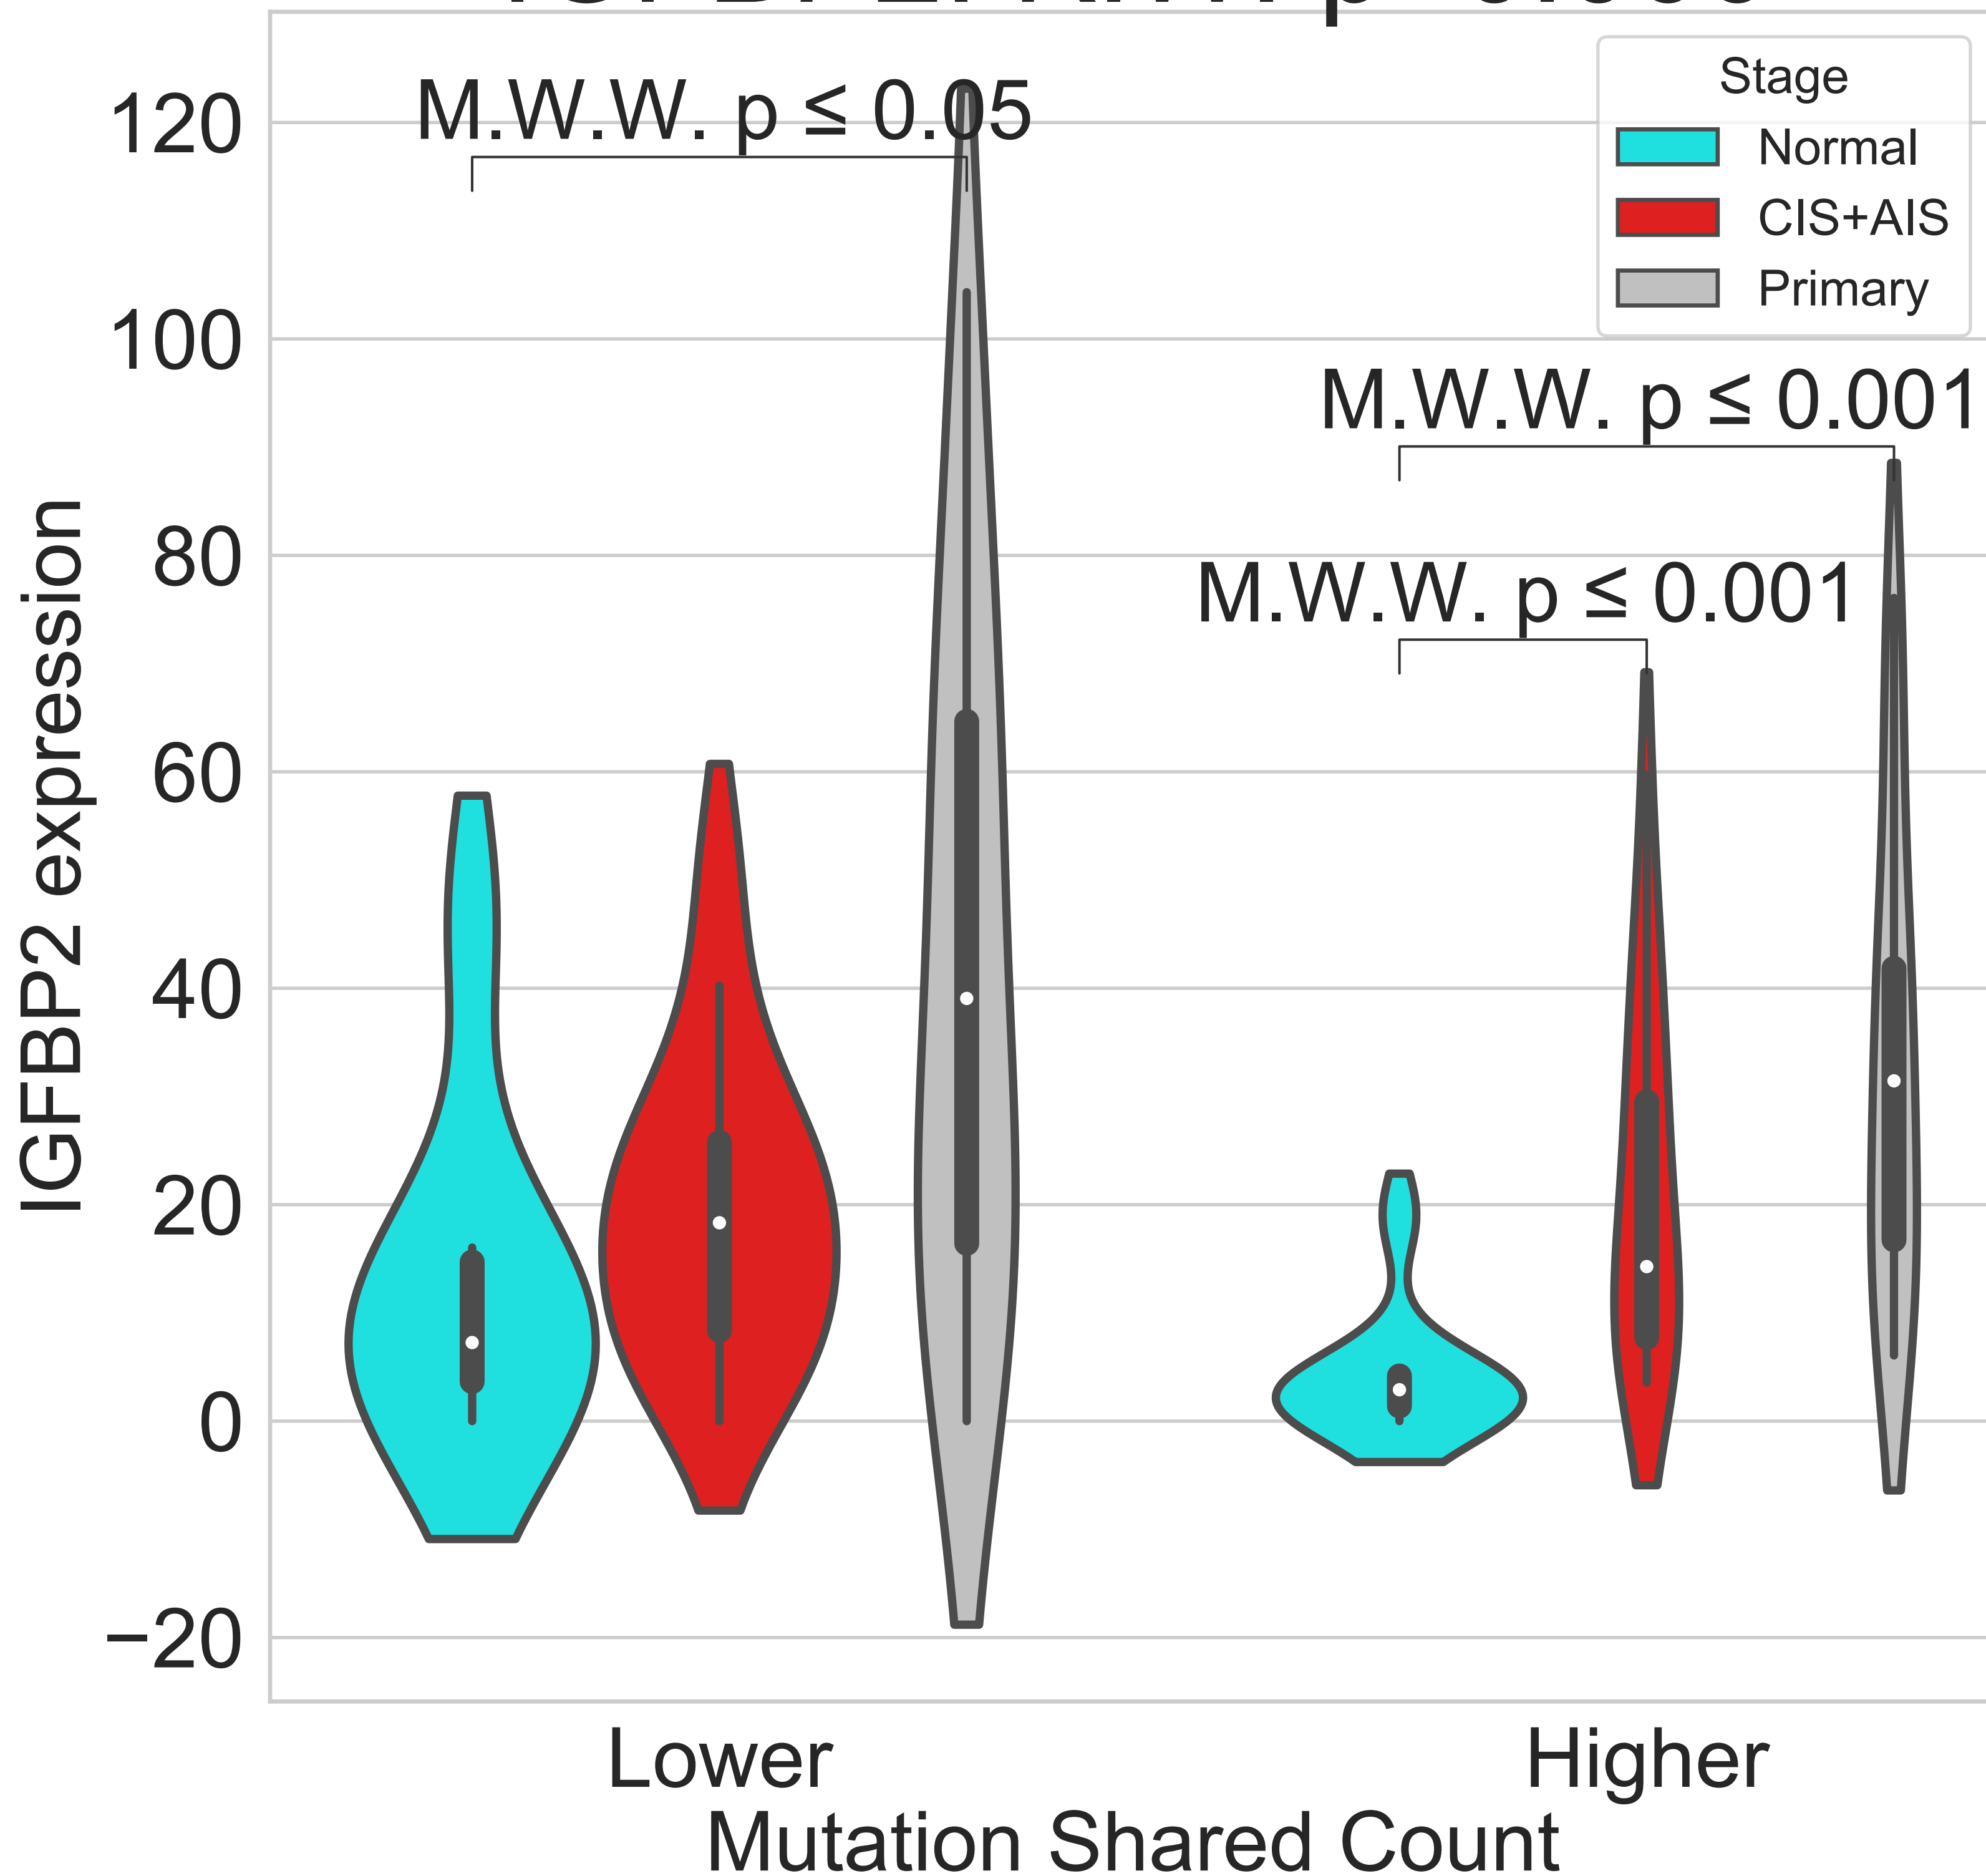 120
100
80
60
40
20
0
−20
IGFBP2 expression
M.W.W. p ≤ 0.05
M.W.W. p ≤ 0.001
M.W.W. p ≤ 0.001
Stage
Normal
CIS+AIS
Primary
Lower
Higher
Mutation Shared Count